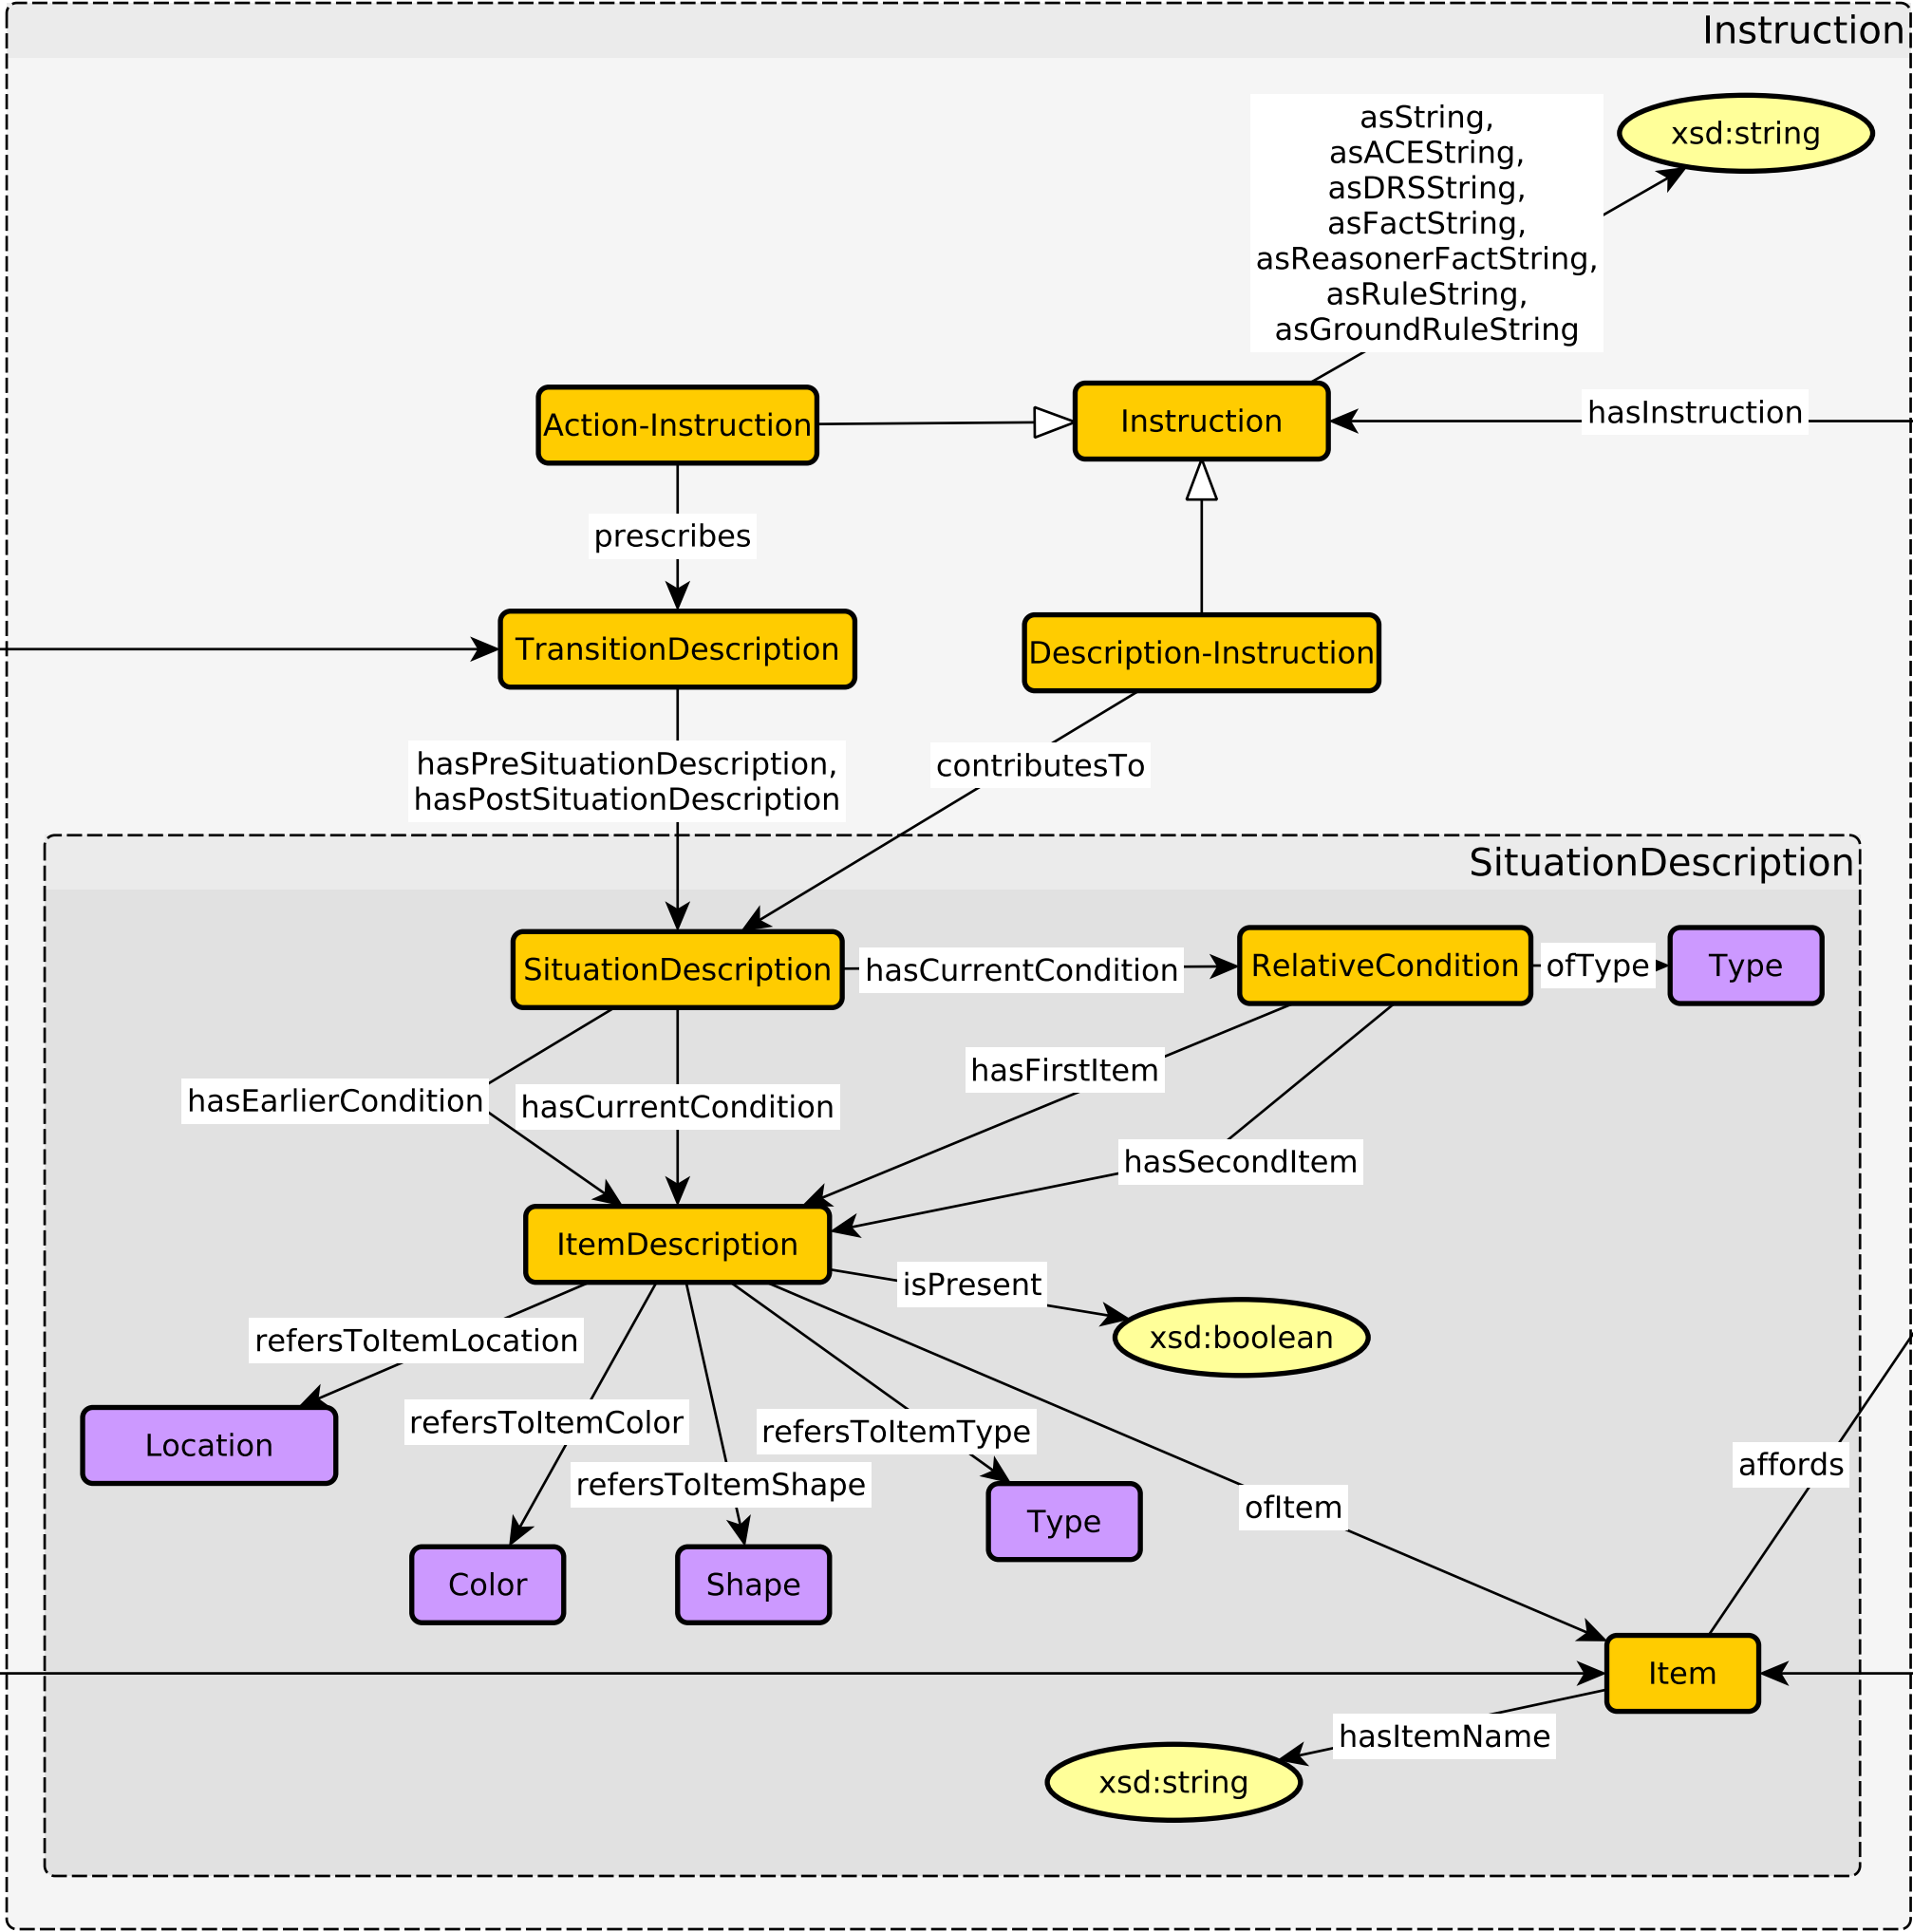 Instruction
xsd:string
asString,
asACEString,
asDRSString,
asFactString,
asReasonerFactString,
asRuleString,
asGroundRuleString
Action-Instruction
Instruction
hasInstruction
prescribes
TransitionDescription
Description-Instruction
hasPreSituationDescription,
hasPostSituationDescription
contributesTo
SituationDescription
SituationDescription
hasCurrentCondition
RelativeCondition
ofType
Type
hasEarlierCondition
hasCurrentCondition
hasFirstItem
hasSecondItem
ItemDescription
isPresent
xsd:boolean
refersToItemLocation
Location
refersToItemColor
refersToItemType
refersToItemShape
affords
ofItem
Type
Color
Shape
Item
hasItemName
xsd:string